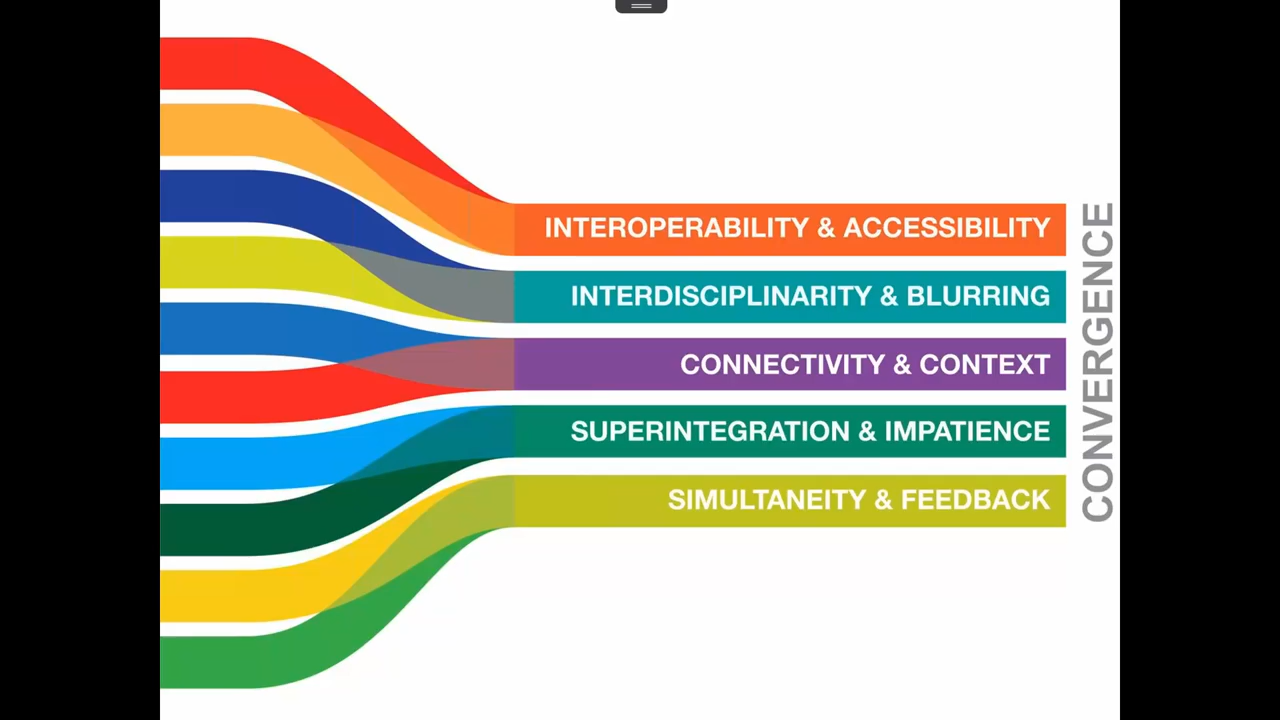 INTEROPERABILITY & ACCESSIBILITY
INTERDISCIPLINARITY & BLURRING
CONNECTIVITY & CONTEXT
SUPERINTEGRATION & IMPATIENCE
SIMULTANEITY & FEEDBACK
CONVERGENCE